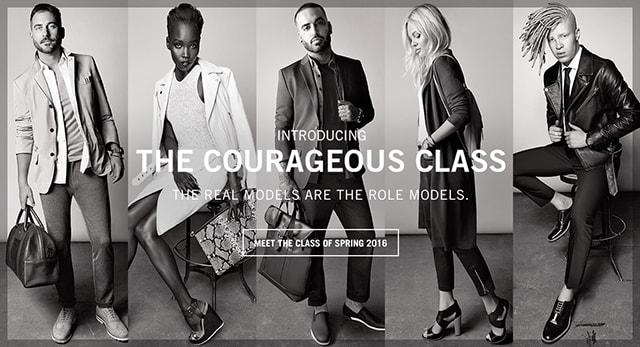 INTRODUCING
THE COURAGEOUS CLASS
THE REAL MODELS ARE THE ROLE MODELS.
MEET THE CLASS OF SPRING 2016